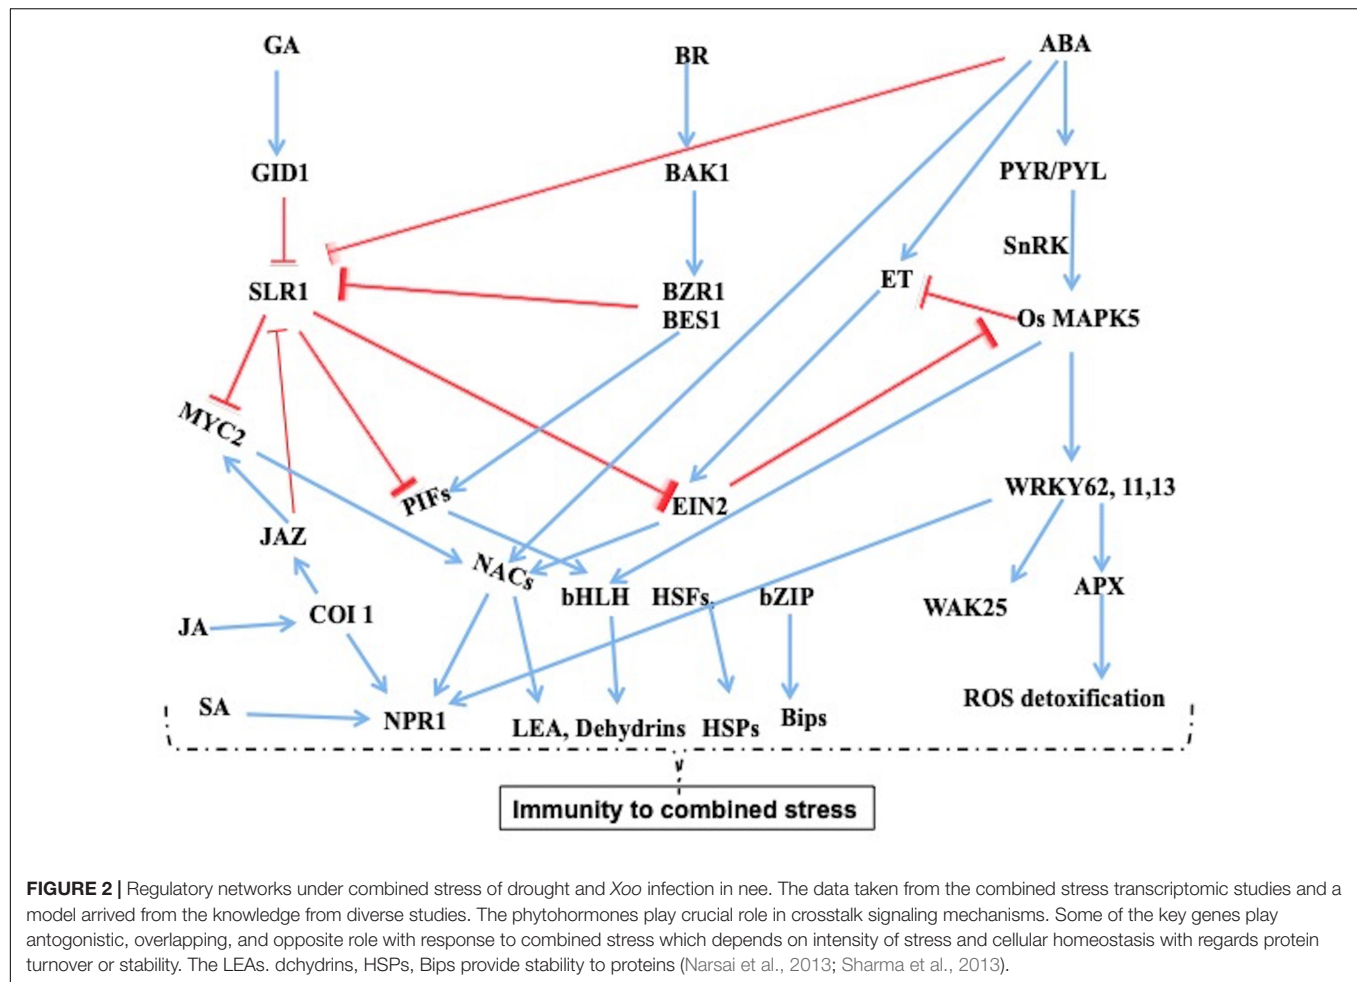 GA
BR
ABA
GID1
BAK1
PYR/PYL
SnRK
SLR1
BZR1
BES1
ET
Os MAPK5
MYC2
PIFs
EIN2
WRKY62, 11,13
JAZ
NACs
bHLH
HSFs,
bZIP
APX
WAK25
COI 1
JA
SA
NPR1
LEA, Dehydrins
HSPs
Bips
ROS detoxification
Immunity to combined stress
FIGURE 2 | Regulatory networks under combined stress of drought and Xoo infection in nee. The data taken from the combined stress transcriptomic studies and a
model arrived from the knowledge from diverse studies. The phytohormones play crucial role in crosstalk signaling mechanisms. Some of the key genes play
antogonistic, overlapping, and opposite role with response to combined stress which depends on intensity of stress and cellular homeostasis with regards protein
turnover or stability. The LEAs. dchydrins, HSPs, Bips provide stability to proteins (Narsai et al., 2013; Sharma et al., 2013).